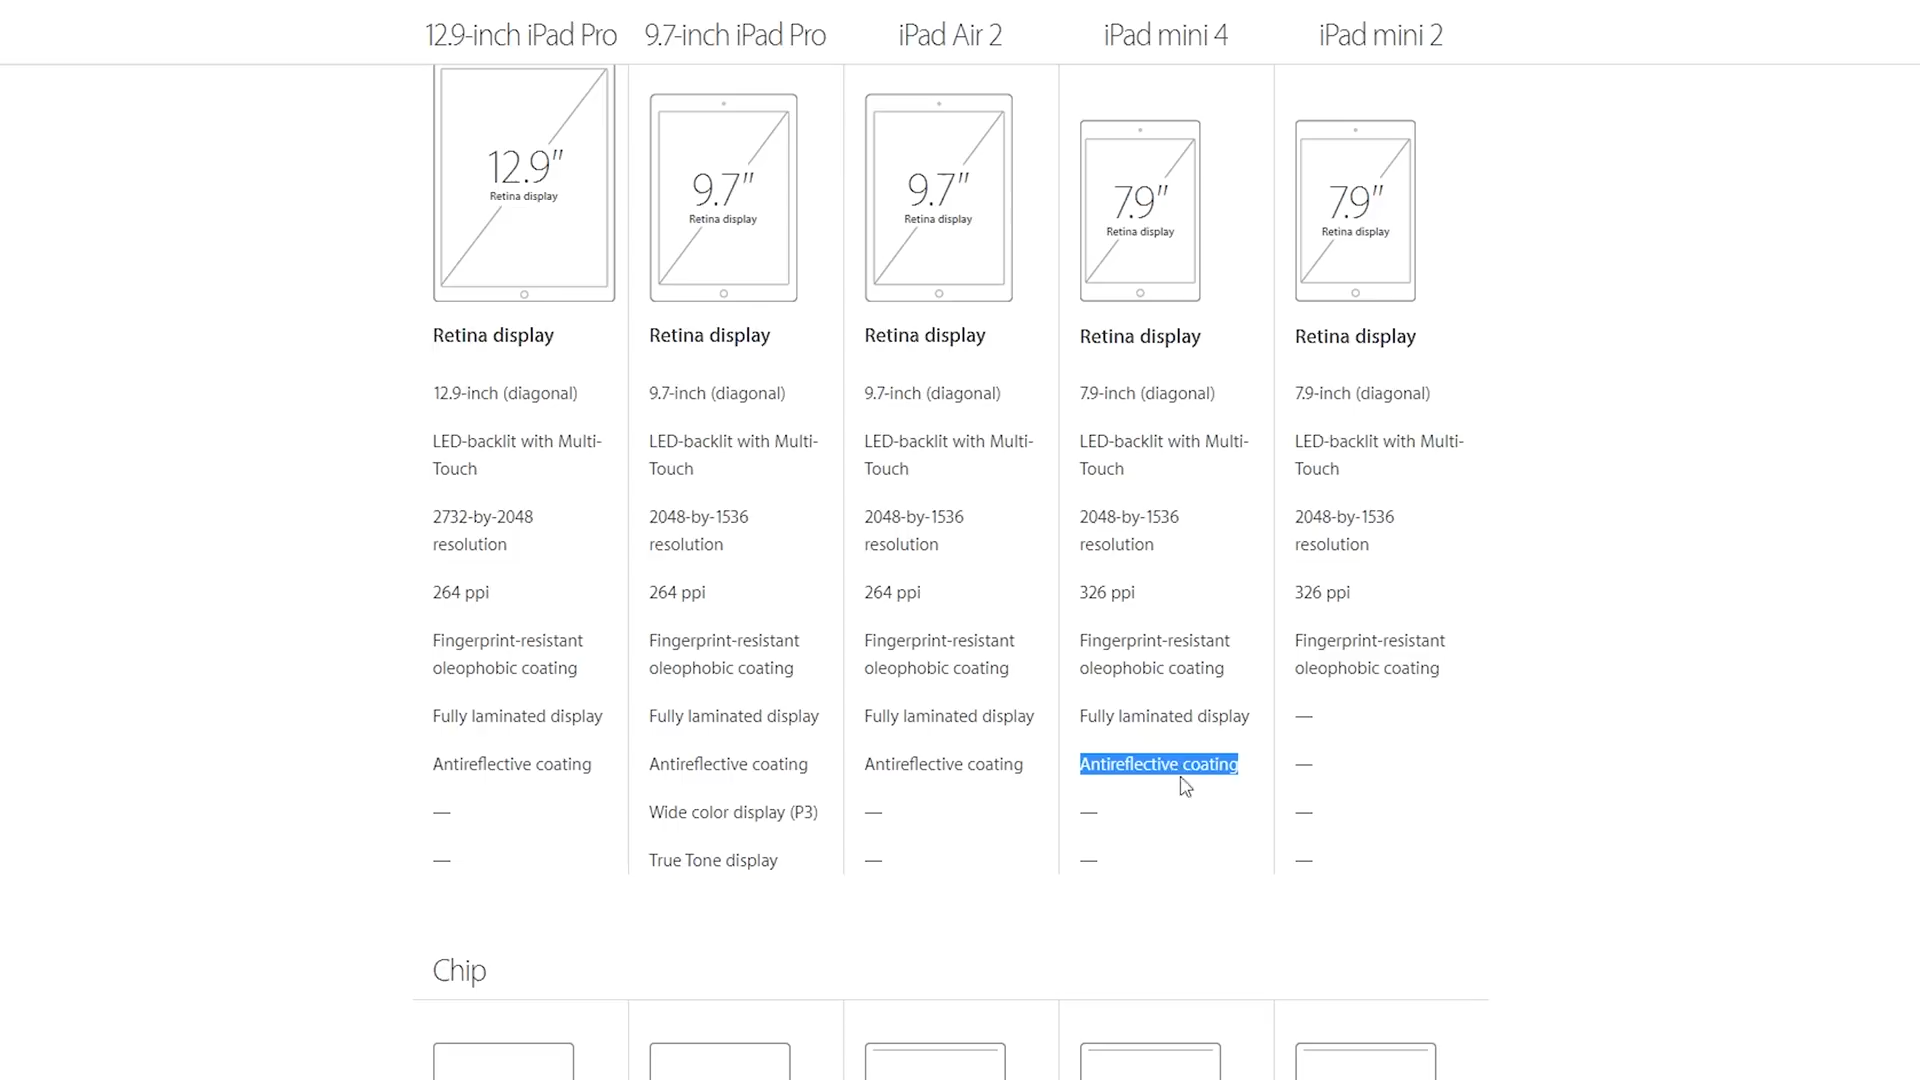 12.9-inch iPad Pro
9.7-inch iPad Pro
iPad Air 2
iPad mini 4
iPad mini 2
12.9"
Retina display
9.7"
Retina display
9.7"
Retina display
7.9"
Retina display
7.9"
Retina display
Retina display
12.9-inch (diagonal)
LED-backlit with Multi-
Touch
2732-by-2048
resolution
264 ppi
Fingerprint-resistant
oleophobic coating
Fully laminated display
Antireflective coating
—
—
Retina display
9.7-inch (diagonal)
LED-backlit with Multi-
Touch
2048-by-1536
resolution
264 ppi
Fingerprint-resistant
oleophobic coating
Fully laminated display
Antireflective coating
Wide color display (P3)
True Tone display
Retina display
9.7-inch (diagonal)
LED-backlit with Multi-
Touch
2048-by-1536
resolution
264 ppi
Fingerprint-resistant
oleophobic coating
Fully laminated display
Antireflective coating
—
—
Retina display
7.9-inch (diagonal)
LED-backlit with Multi-
Touch
2048-by-1536
resolution
326 ppi
Fingerprint-resistant
oleophobic coating
Fully laminated display
Antireflective coating
—
—
Retina display
7.9-inch (diagonal)
LED-backlit with Multi-
Touch
2048-by-1536
resolution
326 ppi
Fingerprint-resistant
oleophobic coating
—
—
—
—
Chip